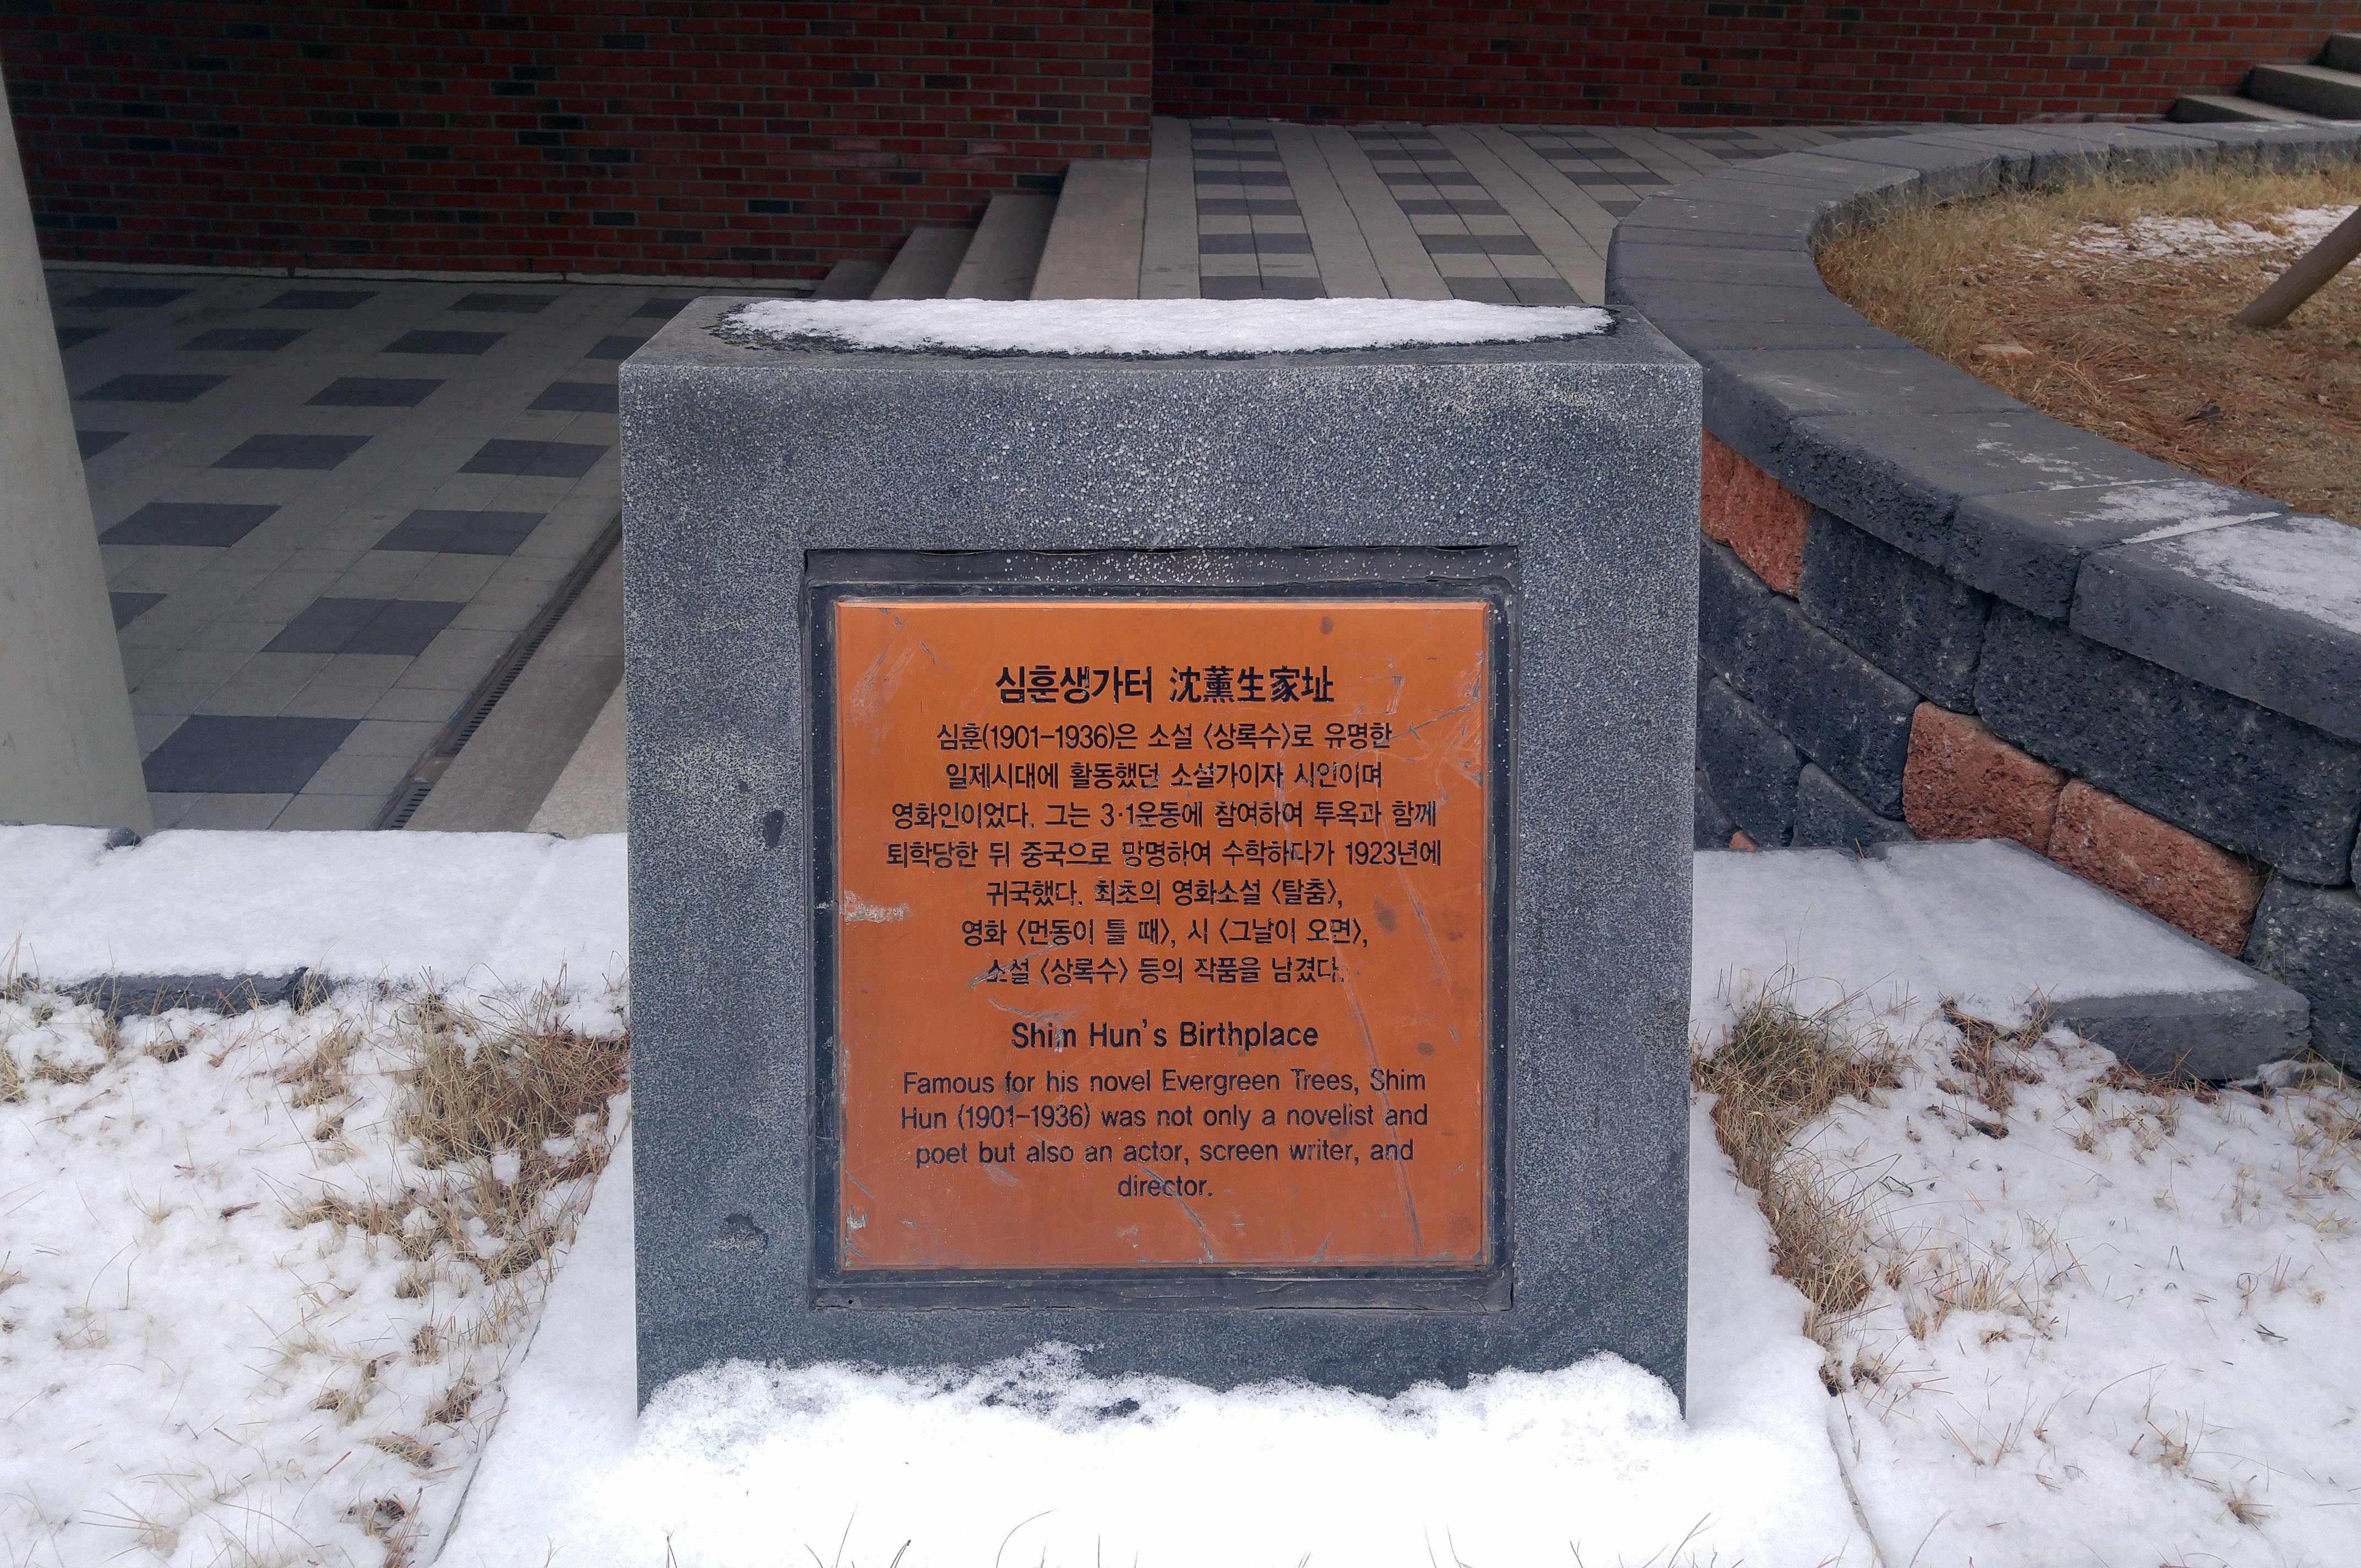 심훈생가터 沈薰生家址
심훈(1901-1936)은 소설 〈상록수〉로 유명한
일제시대에 활동했던 소설가이자 시인이며
영화인이었다. 그는 3·1운동에 참여하여 투옥과 함께
퇴학당한 뒤 중국으로 망명하여 수학하다가 1923년에
귀국했다. 최초의 영화소설 〈탈춤〉,
영화 〈먼동이 틀 때〉, 시 〈그날이 오면〉,
소설 〈상록수〉 등의 작품을 남겼다.
Shim Hun's Birthplace
Famous for his novel Evergreen Trees, Shim
Hun (1901-1936) was not only a novelist and
poet but also an actor, screen writer, and
director.